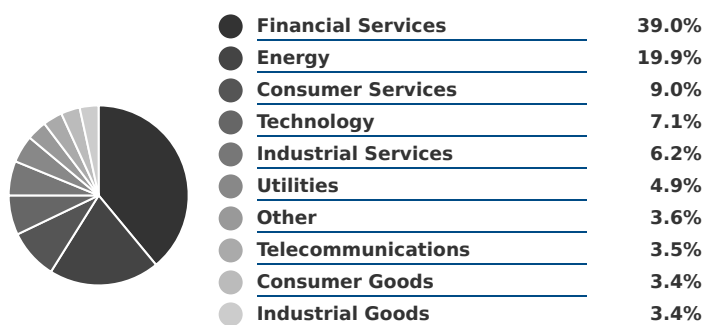 Financial Services 39.0%
Energy 19.9%
Consumer Services 9.0%
Technology 7.1%
Industrial Services 6.2%
Utilities 4.9%
Other 3.6%
Telecommunications 3.5%
Consumer Goods 3.4%
Industrial Goods 3.4%